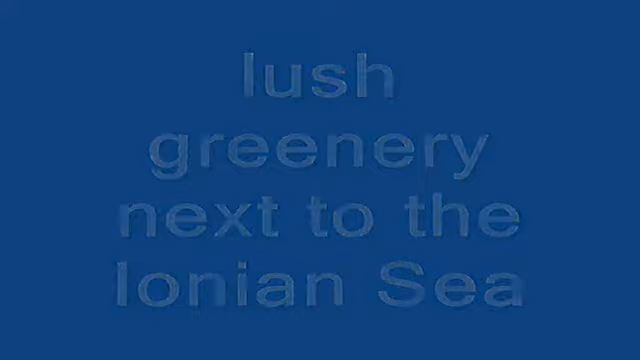 lush
greenery
next to the
Ionian Sea